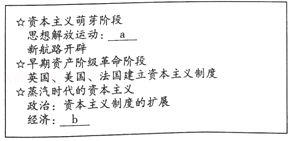 ☆资本主义萌芽阶段
思想解放运动：a
新航路开辟
☆早期资产阶级革命阶段
英国、美国、法国建立资本主义制度
☆蒸汽时代的资本主义
政治：资本主义制度的扩展
经济：b